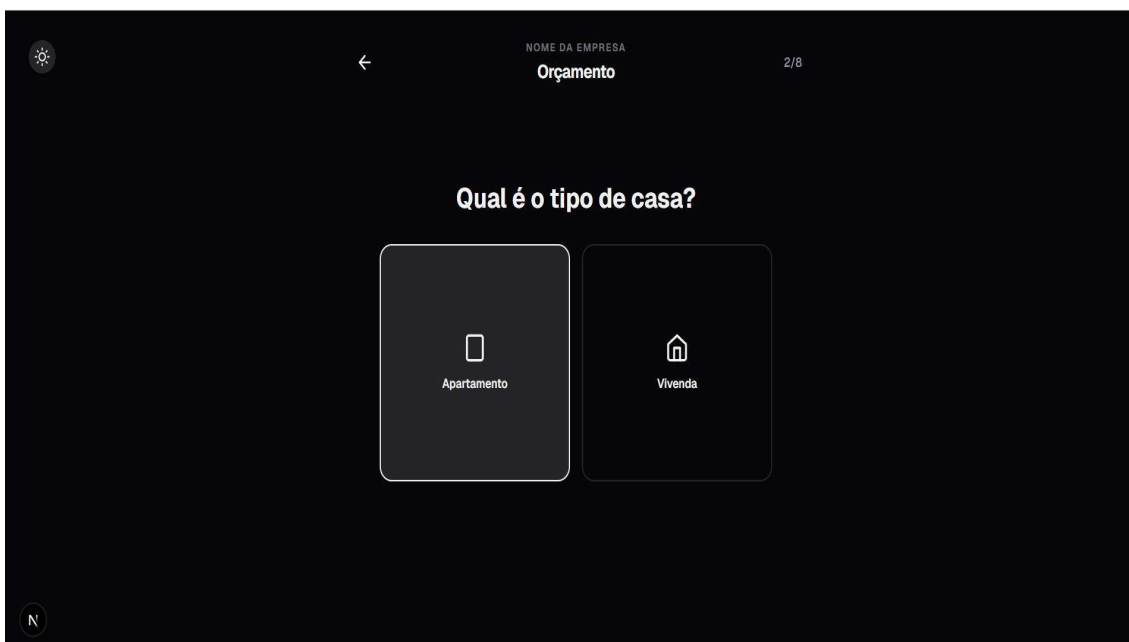 NOME DA EMPRESA
Orçamento
2/8
Qual é o tipo de casa?
Apartamento
Vivenda
N